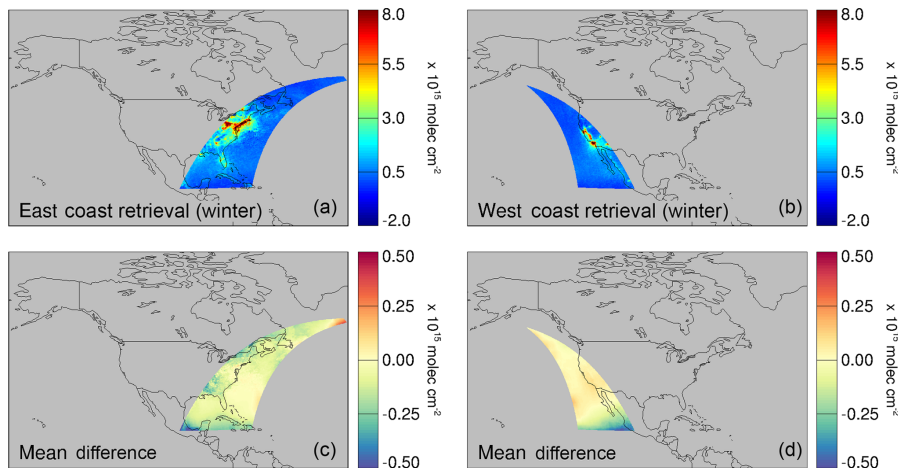 8.0
5.5
3.0
0.5
-2.0
x 10^15 molec cm^-2
East coast retrieval (winter) (a)
8.0
5.5
3.0
0.5
-2.0
x 10^15 molec cm^-2
West coast retrieval (winter) (b)
0.50
0.25
0.00
-0.25
-0.50
x 10^15 molec cm^-2
Mean difference (c)
0.50
0.25
0.00
-0.25
-0.50
x 10^15 molec cm^-2
Mean difference (d)